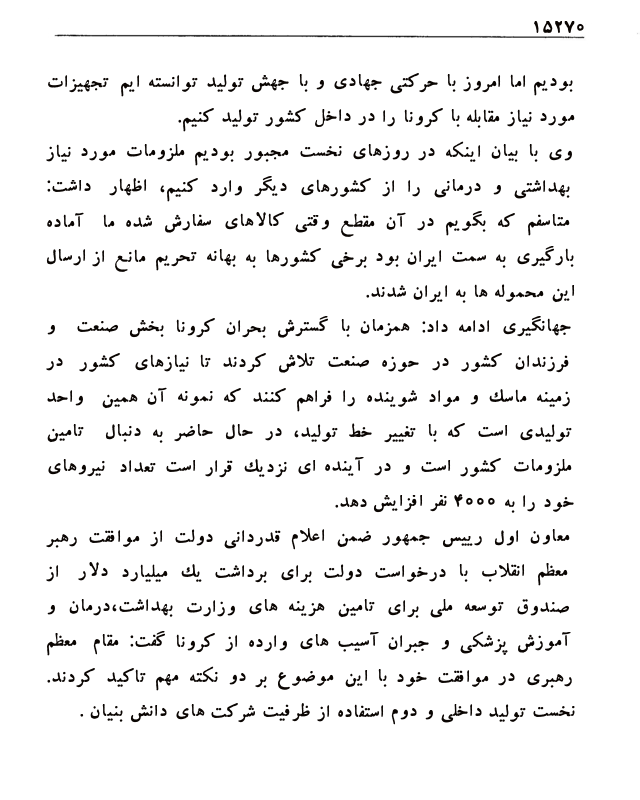 ۱۵۲۷۰
بودیم اما امروز با حرکتی جهادی و با جهش تولید توانسته ایم تجهیزات
مورد نیاز مقابله با کرونا را در داخل کشور تولید کنیم.
وی با بیان اینکه در روزهای نخست مجبور بودیم ملزومات مورد نیاز
بهداشتی و درمانی را از کشورهای دیگر وارد کنیم، اظهار داشت:
متاسفم که بگویم در آن مقطع وقتی کالاهای سفارش شده ما آماده
بارگیری به سمت ایران بود برخی کشورها به بهانه تحریم مانع از ارسال
این محموله ها به ایران شدند.
جهانگیری ادامه داد: همزمان با گسترش بحران کرونا بخش صنعت و
فرزندان کشور در حوزه صنعت تلاش کردند تا نیازهای کشور در
زمینه ماسك و مواد شوینده را فراهم کنند که نمونه آن همین واحد
تولیدی است که با تغییر خط تولید، در حال حاضر به دنبال تامین
ملزومات کشور است و در آینده ای نزدیك قرار است تعداد نیروهای
خود را به ۴۰۰۰ نفر افزایش دهد.
معاون اول رییس جمهور ضمن اعلام قدردانی دولت از موافقت رهبر
معظم انقلاب با درخواست دولت برای برداشت یك میلیارد دلار از
صندوق توسعه ملی برای تامین هزینه های وزارت بهداشت،درمان و
آموزش پزشکی و جبران آسیب های وارده از کرونا گفت: مقام معظم
رهبری در موافقت خود با این موضوع بر دو نکته مهم تاکید کردند.
نخست تولید داخلی و دوم استفاده از ظرفیت شرکت های دانش بنیان .